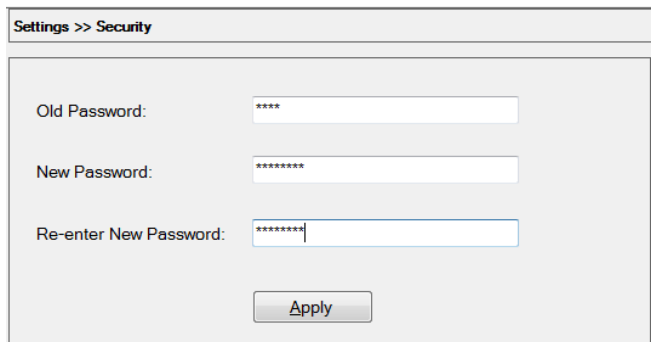 Settings >> Security
Old Password: ****
New Password: ********
Re-enter New Password: ********
Apply